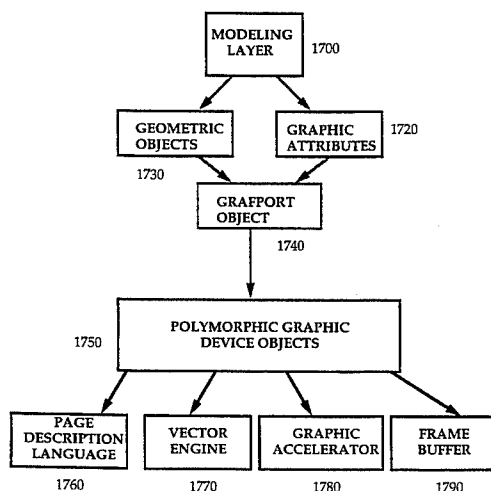 MODELING
LAYER
1700
GEOMETRIC
OBJECTS
GRAPHIC
ATTRIBUTES
1720
1730
GRAFPORT
OBJECT
1740
1750
POLYMORPHIC GRAPHIC
DEVICE OBJECTS
PAGE
DESCRIPTION
LANGUAGE
VECTOR
ENGINE
GRAPHIC
ACCELERATOR
FRAME
BUFFER
1760
1770
1780
1790